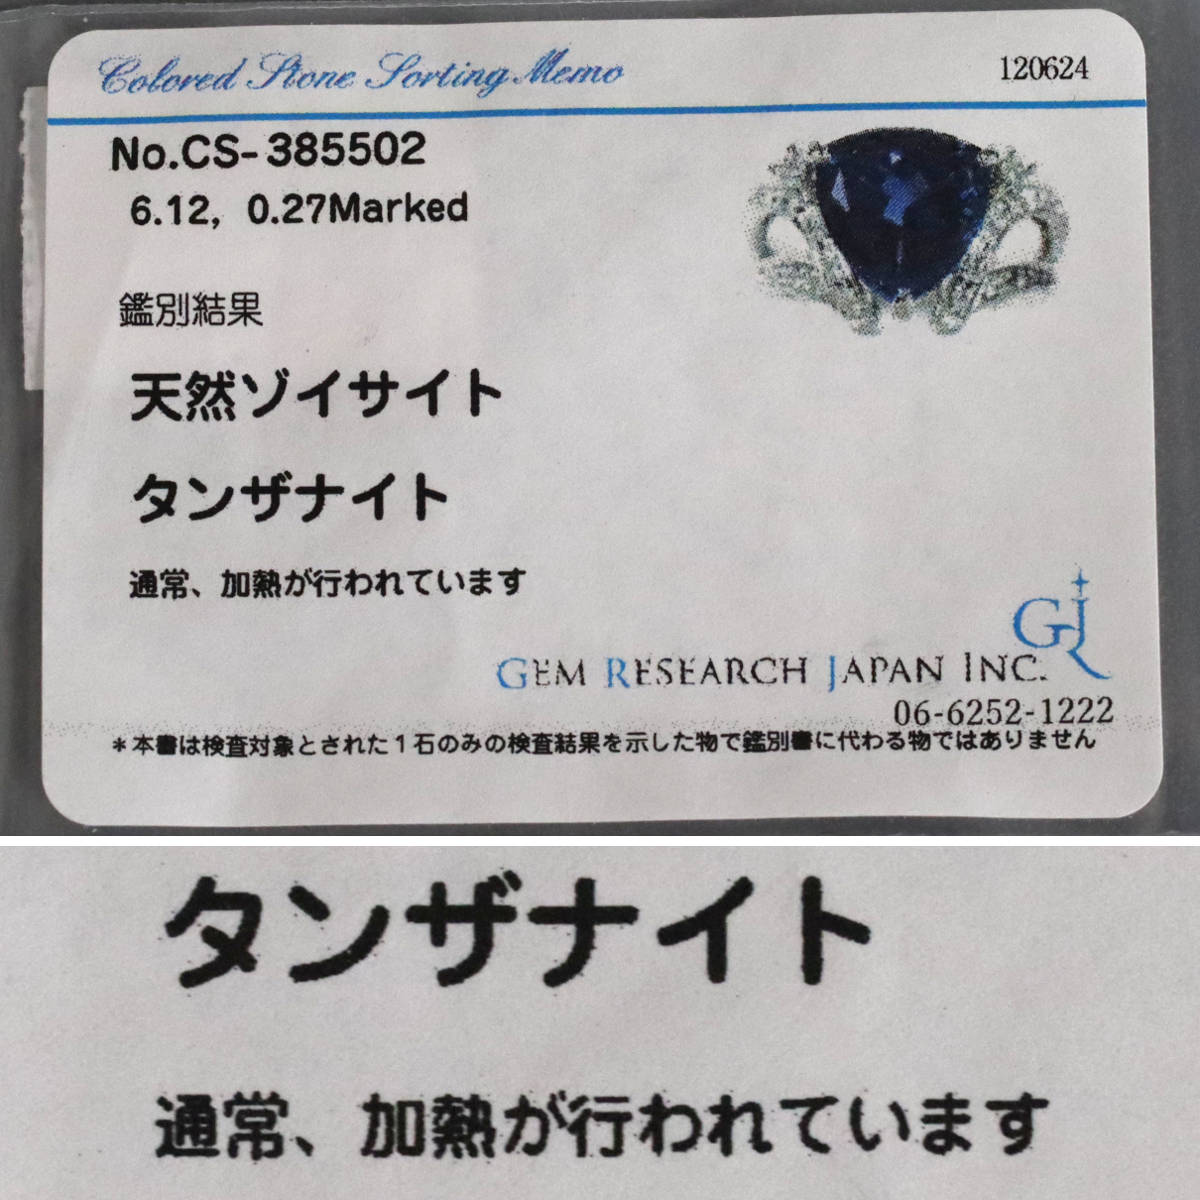 Colored Stone Sorting Memo 120624
No.CS-385502
6.12, 0.27Marked
鑑別結果
天然ゾイサイト
タンザナイト
通常、加熱が行われています
GJ
GEM RESEARCH JAPAN INC.
06-6252-1222
*本書は検査対象とされた1石のみの検査結果を示した物で鑑別書に代わる物ではありません
タンザナイト
通常、加熱が行われています